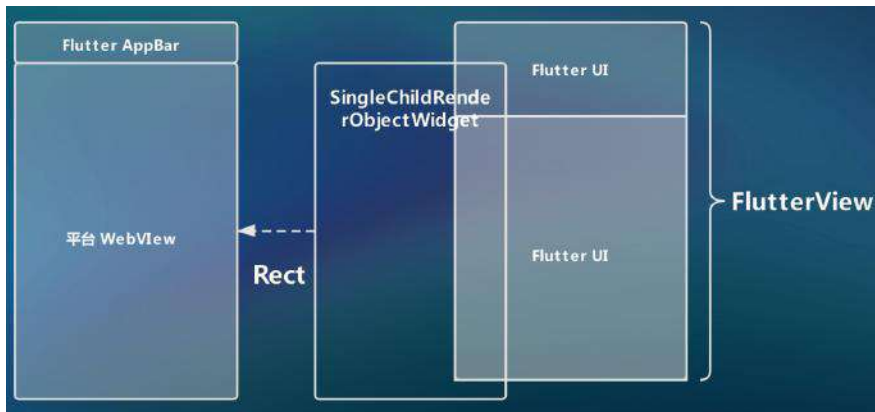 Flutter AppBar
平台 WebVIew
Rect
SingleChildRende
rObjectWidget
Flutter UI
Flutter UI
FlutterView